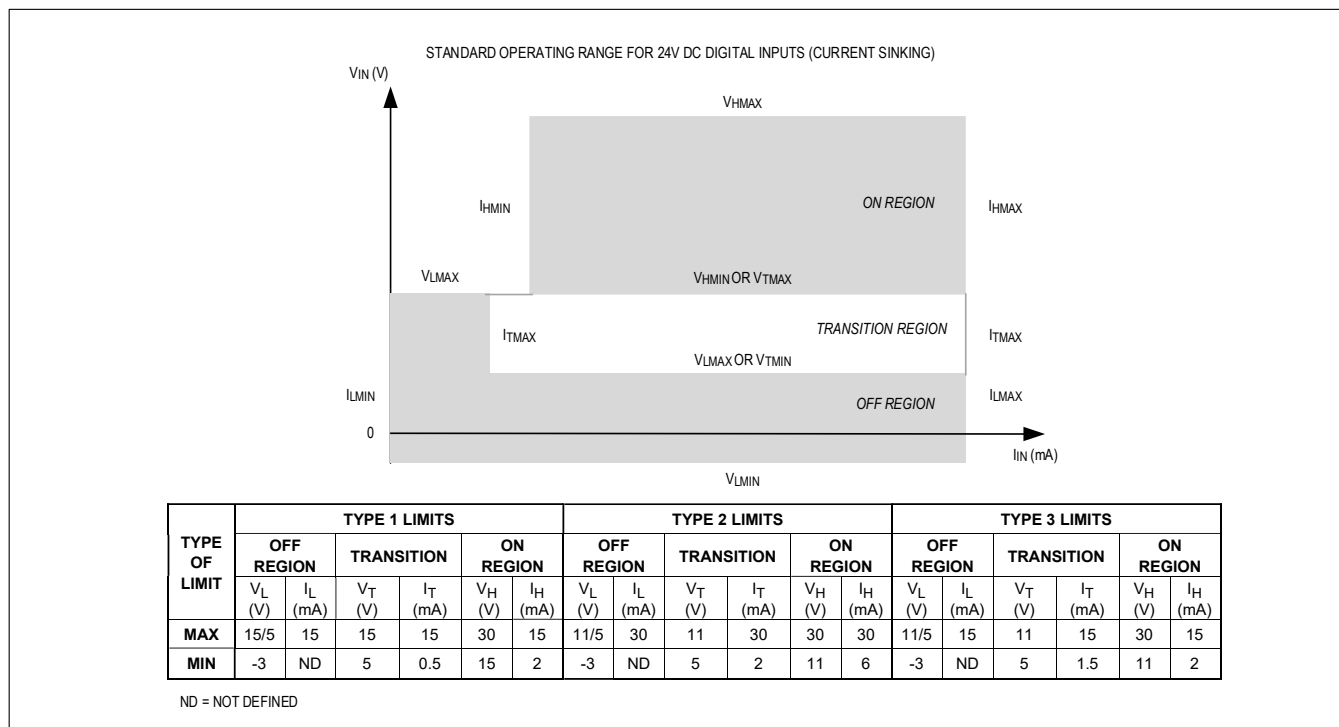 STANDARD OPERATING RANGE FOR 24V DC DIGITAL INPUTS (CURRENT SINKING)
VIN (V)
VHMAX
IHMIN
ON REGION
IHMAX
VLMAX
VHMIN OR VTMAX
ITMAX
TRANSITION REGION
ITMAX
VLMAX OR VTMIN
ILMIN
OFF REGION
ILMAX
0
IIN (mA)
VLMIN
TYPE OF LIMIT TYPE 1 LIMITS TYPE 2 LIMITS TYPE 3 LIMITS
OFF REGION TRANSITION ON REGION OFF REGION TRANSITION ON REGION OFF REGION TRANSITION ON REGION
VL (V) IL (mA) VT (V) IT (mA) VH (V) IH (mA) VL (V) IL (mA) VT (V) IT (mA) VH (V) IH (mA) VL (V) IL (mA) VT (V) IT (mA) VH (V) IH (mA)
MAX 15/5 15 15 15 30 15 11/5 30 11 30 30 30 11/5 15 11 15 30 15
MIN -3 ND 5 0.5 15 2 -3 ND 5 2 11 6 -3 ND 5 1.5 11 2
ND = NOT DEFINED